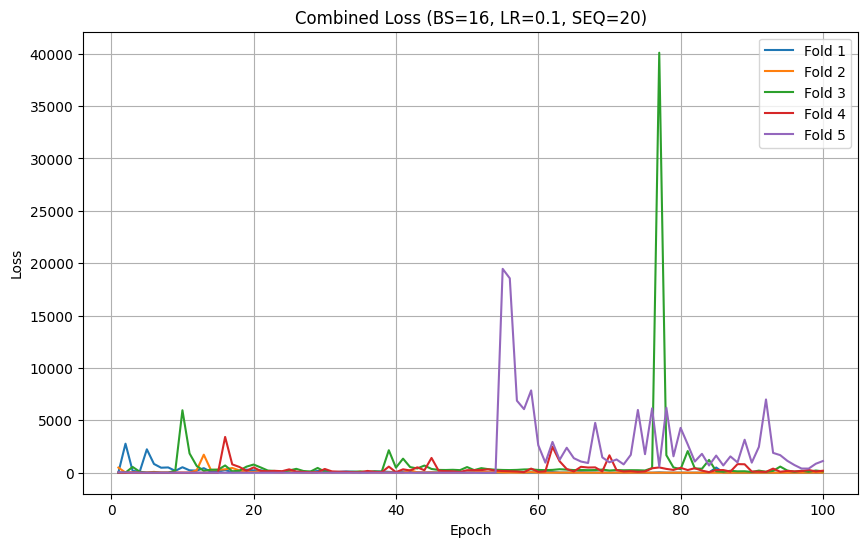 Combined Loss (BS=16, LR=0.1, SEQ=20)
Fold 1
Fold 2
Fold 3
Fold 4
Fold 5
40000
35000
30000
25000
20000
15000
10000
5000
0
Loss
0 20 40 60 80 100
Epoch